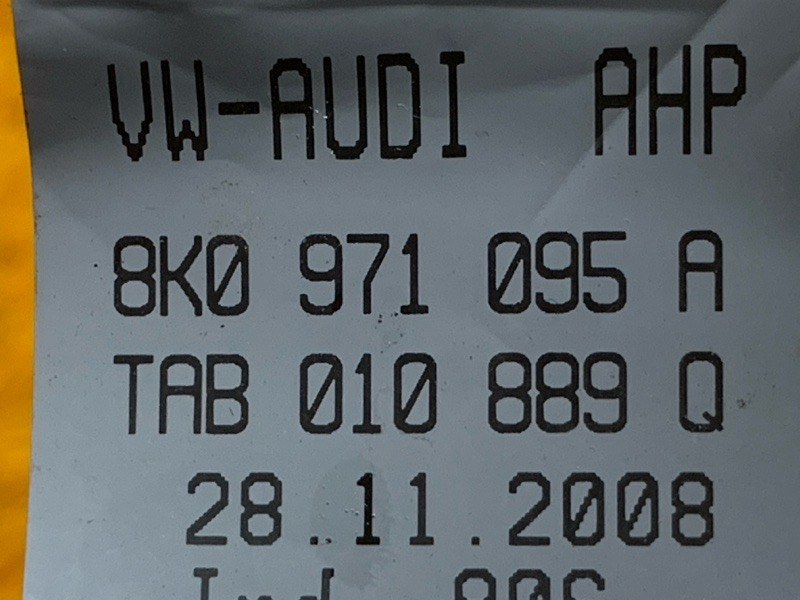 VW-AUDI AHP
8K0 971 095 A
TAB 010 889 Q
28.11.2008